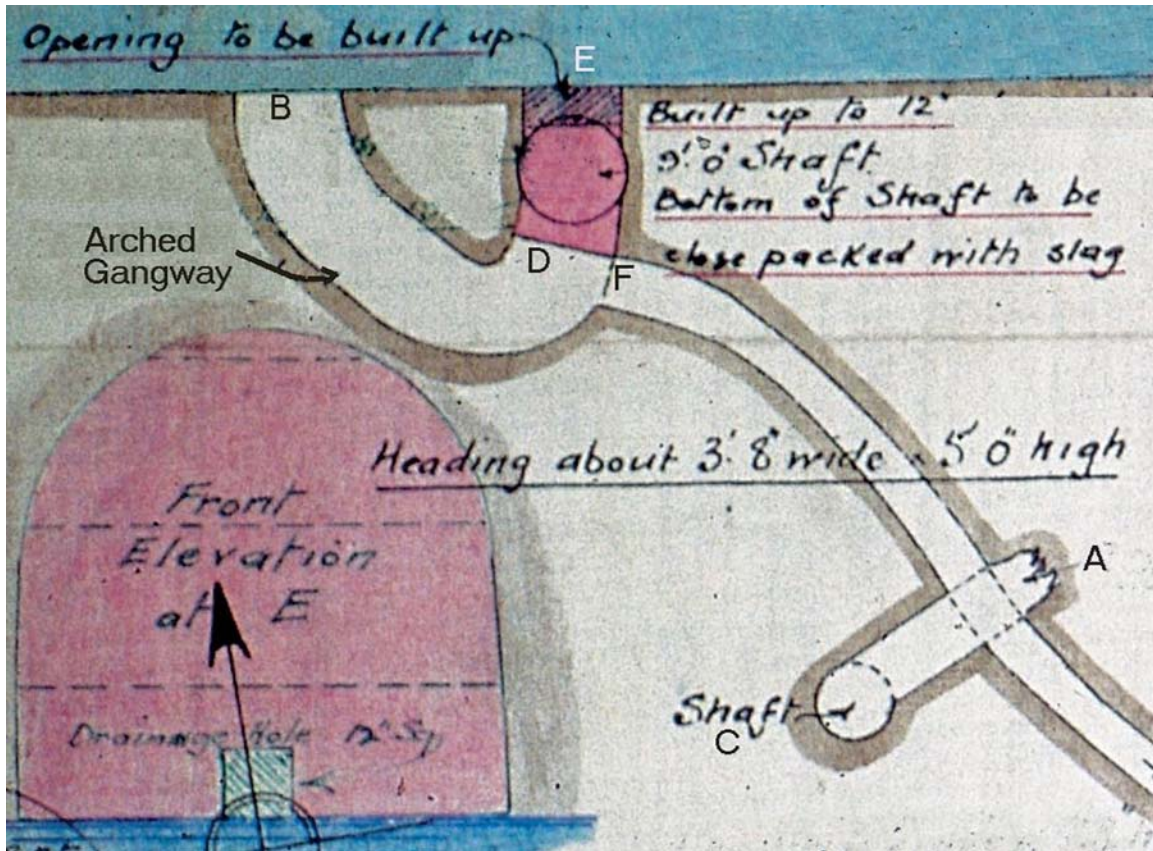 Opening to be built up
E
B
Built up to 12"
9'.0" Shaft
Bottom of Shaft to be
close packed with slag
Arched
Gangway
D
F
Heading about 3'.8" wide . 5'0" high
Front
Elevation
at E
A
Shaft
C
Drainage Hole 12" Sq